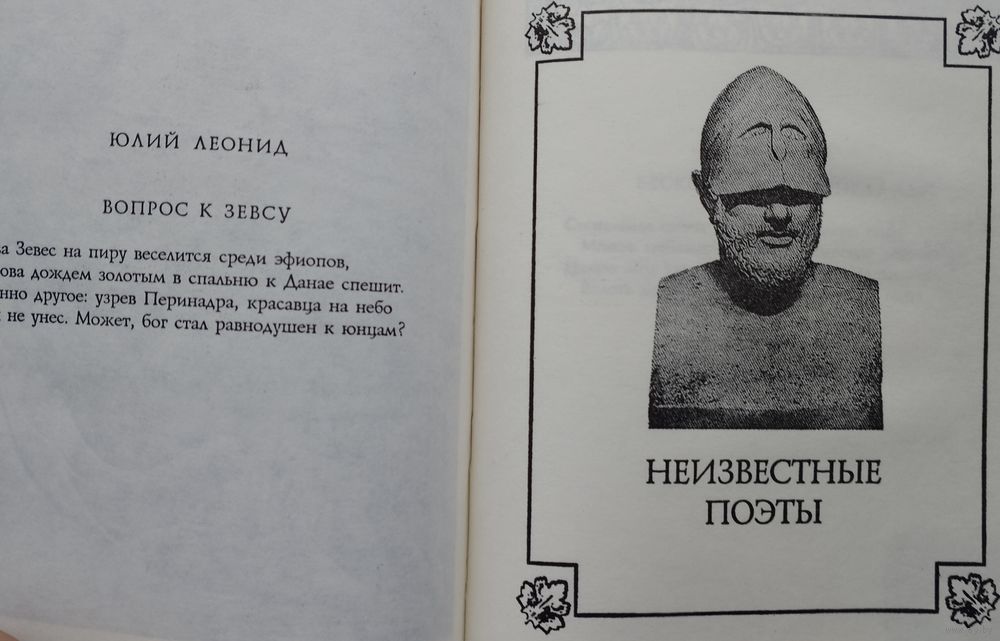 ЮЛИЙ ЛЕОНИД
ВОПРОС К ЗЕВСУ
Зевес на пиру веселится среди эфиопов,
дождем золотым в спальню к Данае спешит.
другое: узрев Перинадра, красавца на небо
не унес. Может, бог стал равнодушен к юнцам?
НЕИЗВЕСТНЫЕ
ПОЭТЫ